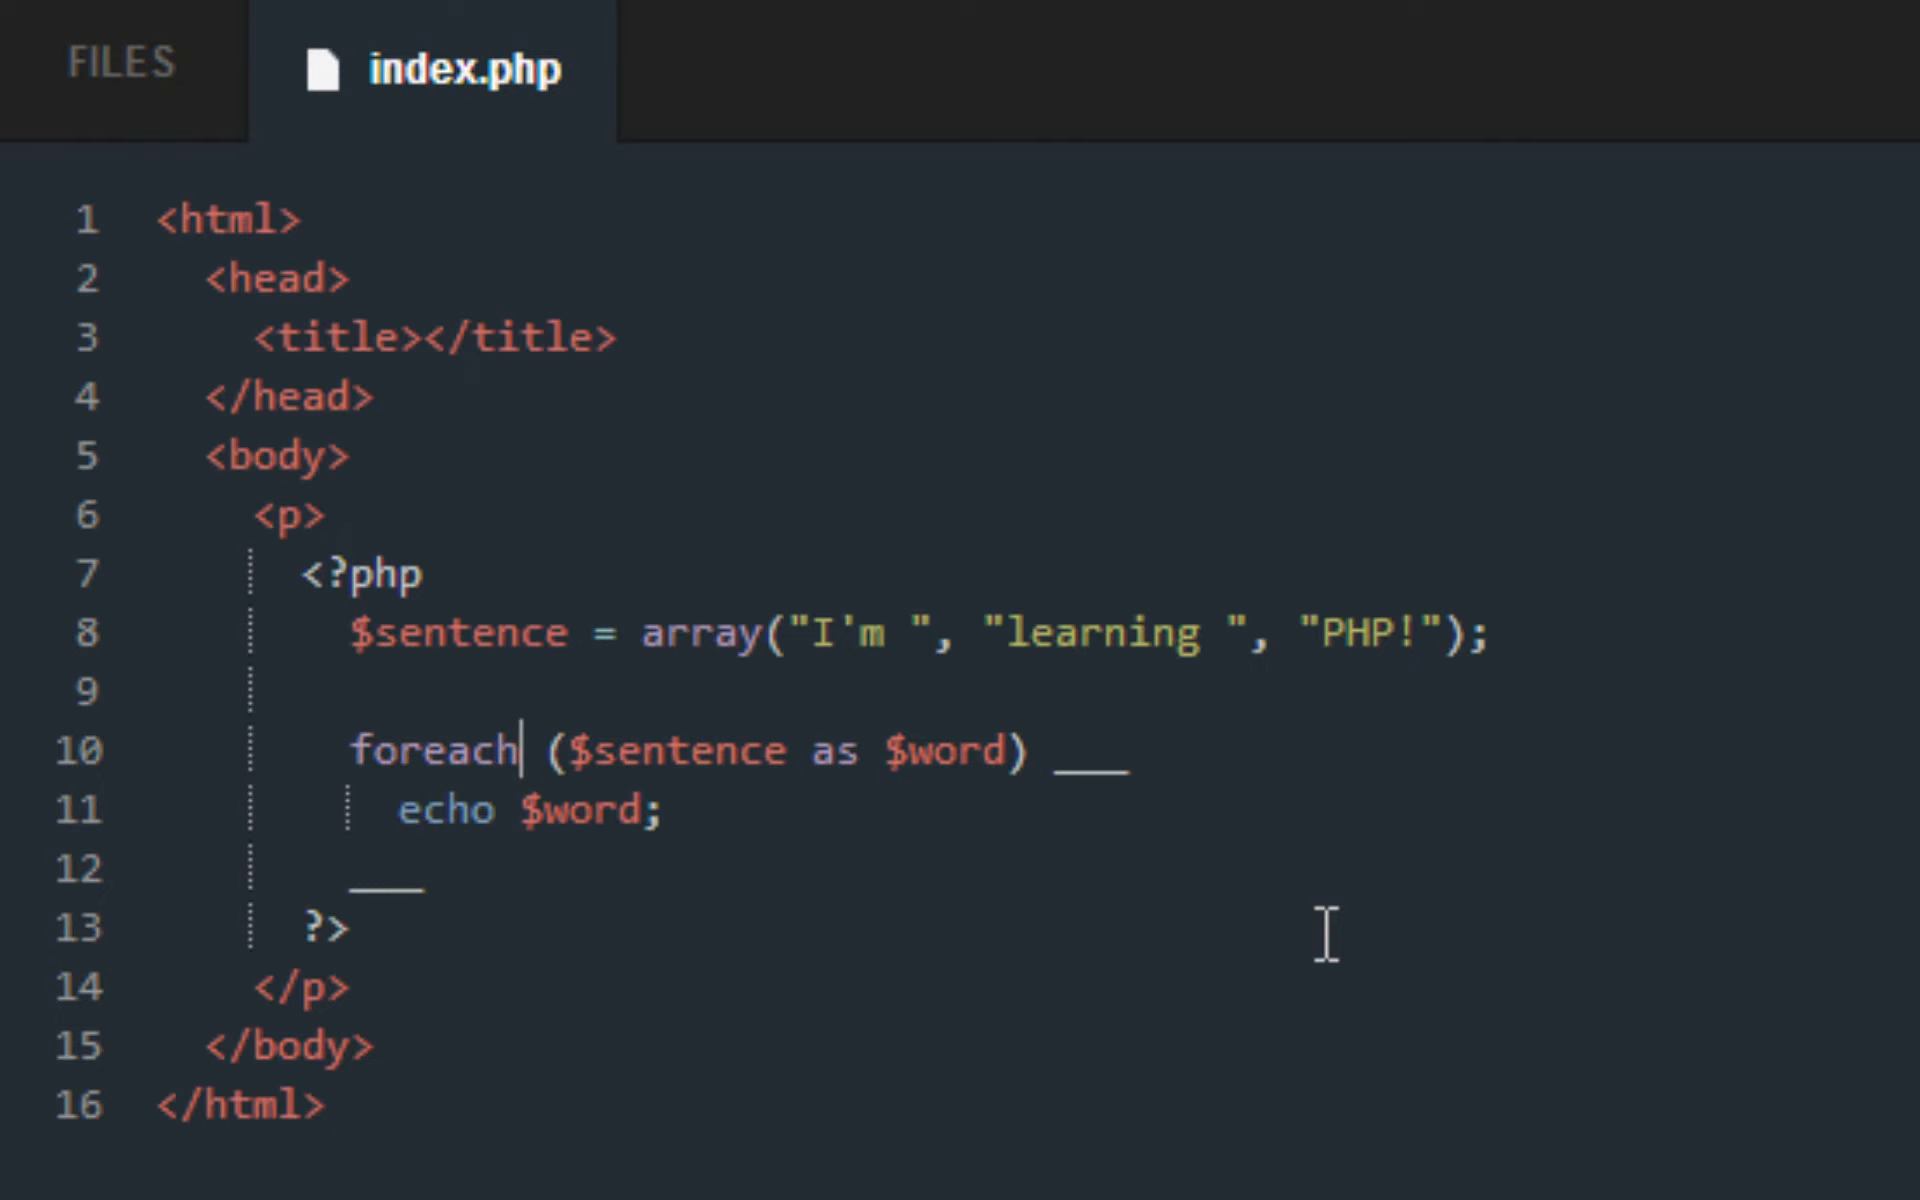 FILES
index.php
1 <html>
2   <head>
3     <title></title>
4   </head>
5   <body>
6     <p>
7       <?php
8         $sentence = array("I'm ", "learning ", "PHP!");
9
10         foreach ($sentence as $word) ___
11           echo $word;
12         ___
13       ?>
14     </p>
15   </body>
16 </html>